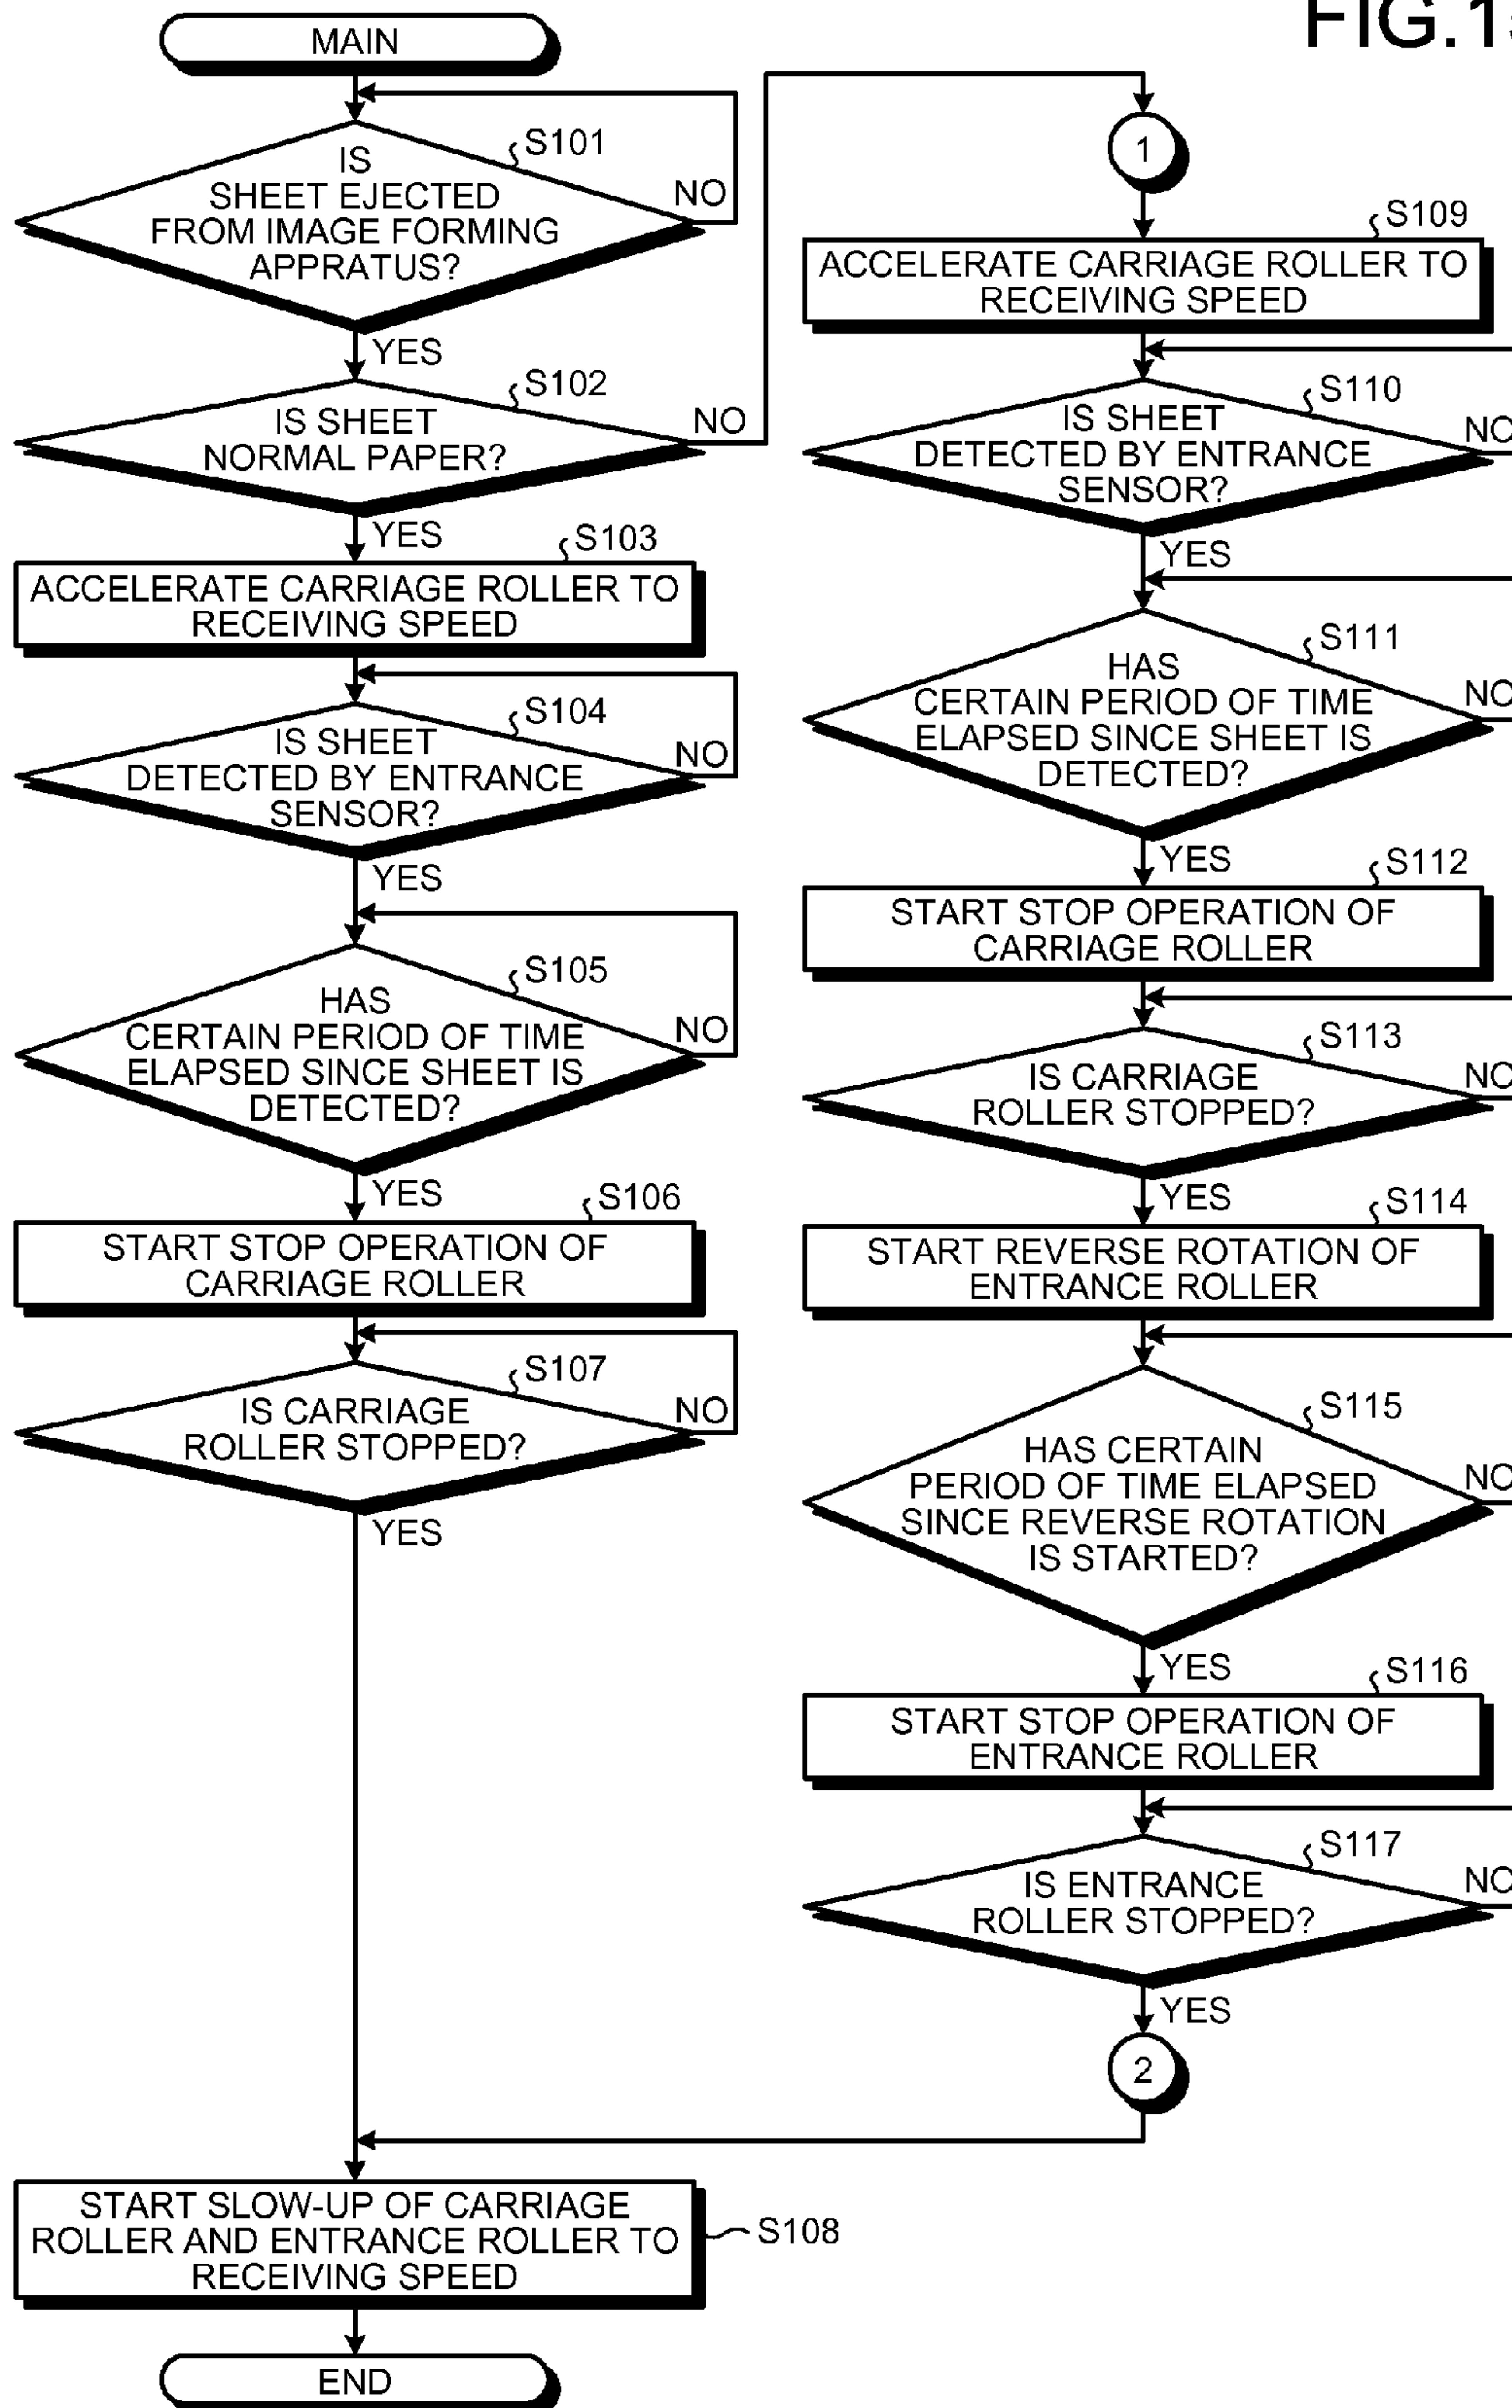 FIG.15
MAIN
S101
IS
SHEET EJECTED
FROM IMAGE FORMING
APPRATUS?
NO
YES
S102
IS SHEET
NORMAL PAPER?
NO
YES
S103
ACCELERATE CARRIAGE ROLLER TO
RECEIVING SPEED
S104
IS SHEET
DETECTED BY ENTRANCE
SENSOR?
NO
YES
S105
HAS
CERTAIN PERIOD OF TIME
ELAPSED SINCE SHEET IS
DETECTED?
NO
YES
S106
START STOP OPERATION OF
CARRIAGE ROLLER
S107
IS CARRIAGE
ROLLER STOPPED?
NO
YES
1
S109
ACCELERATE CARRIAGE ROLLER TO
RECEIVING SPEED
S110
IS SHEET
DETECTED BY ENTRANCE
SENSOR?
NO
YES
S111
HAS
CERTAIN PERIOD OF TIME
ELAPSED SINCE SHEET IS
DETECTED?
NO
YES
S112
START STOP OPERATION OF
CARRIAGE ROLLER
S113
IS CARRIAGE
ROLLER STOPPED?
NO
YES
S114
START REVERSE ROTATION OF
ENTRANCE ROLLER
S115
HAS CERTAIN
PERIOD OF TIME ELAPSED
SINCE REVERSE ROTATION
IS STARTED?
NO
YES
S116
START STOP OPERATION OF
ENTRANCE ROLLER
S117
IS ENTRANCE
ROLLER STOPPED?
NO
YES
2
START SLOW-UP OF CARRIAGE
ROLLER AND ENTRANCE ROLLER TO
RECEIVING SPEED
S108
END